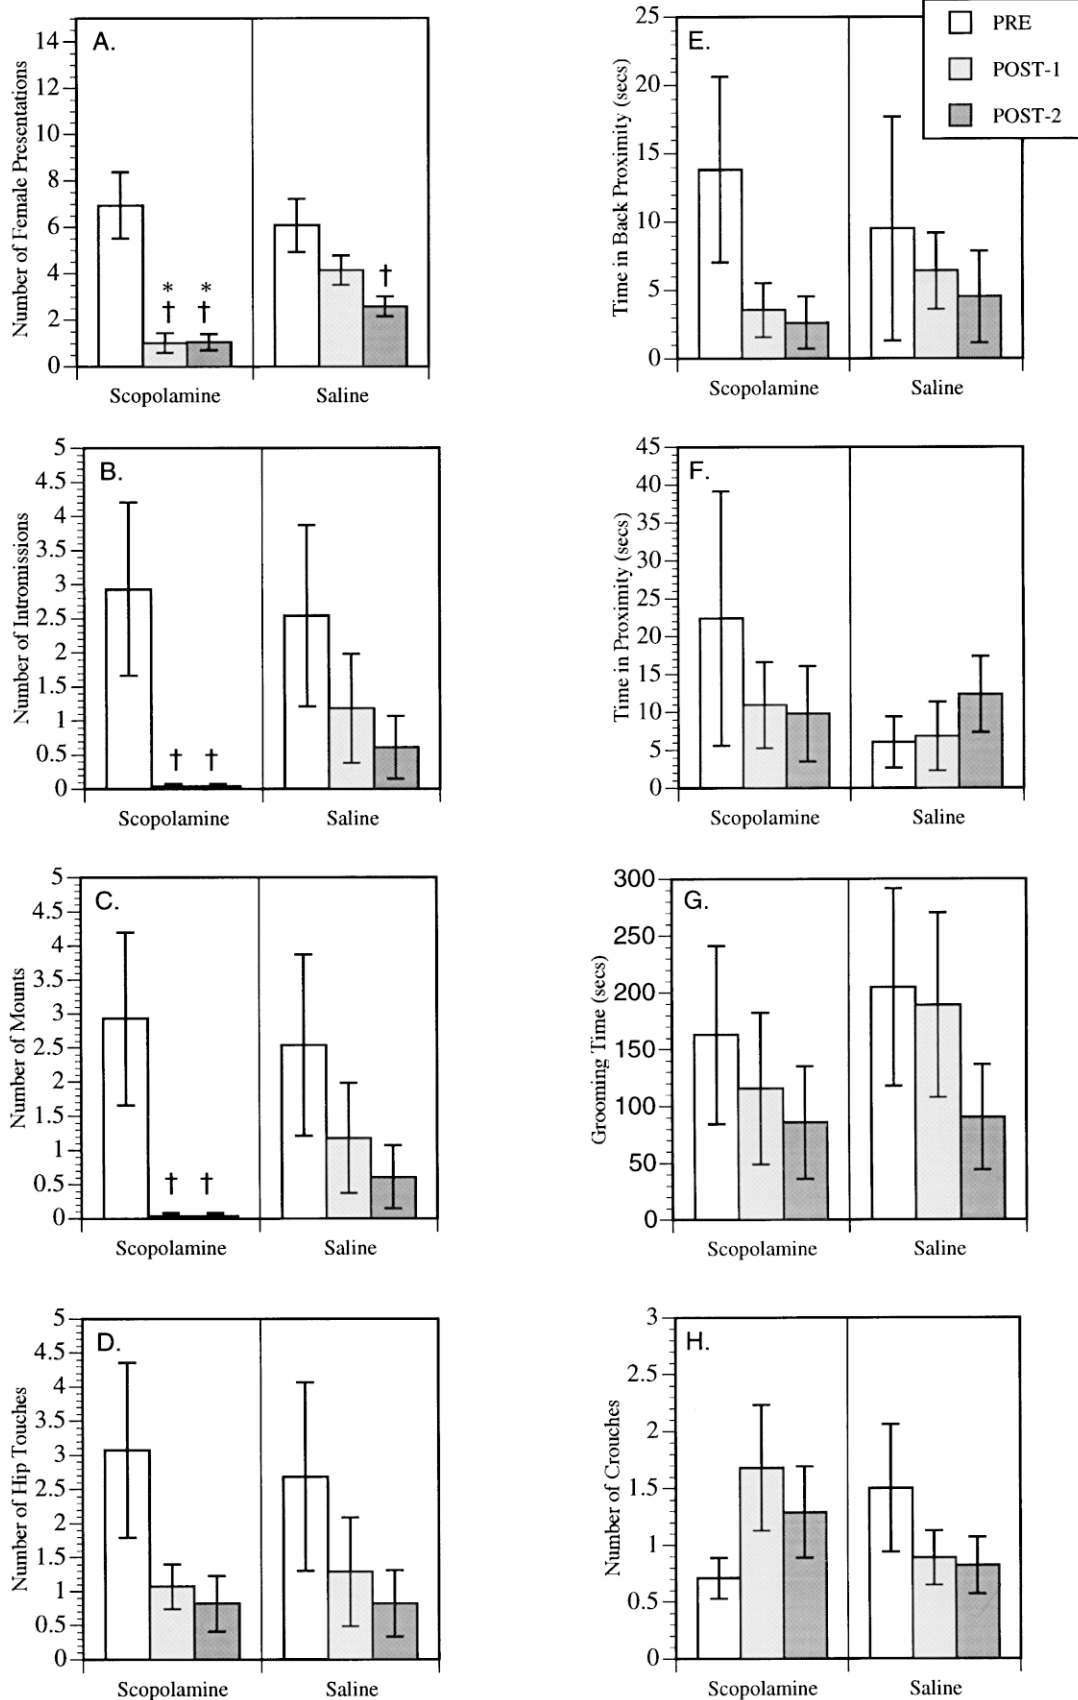 A.
Number of Female Presentations
14
12
10
8
6
4
2
0
* *
† †
†
Scopolamine Saline
E.
Time in Back Proximity (secs)
25
20
15
10
5
0
Scopolamine Saline
PRE
POST-1
POST-2
B.
Number of Intromissions
5
4.5
4
3.5
3
2.5
2
1.5
1
0.5
0
† †
Scopolamine Saline
F.
Time in Proximity (secs)
45
40
35
30
25
20
15
10
5
0
Scopolamine Saline
C.
Number of Mounts
5
4.5
4
3.5
3
2.5
2
1.5
1
0.5
0
† †
Scopolamine Saline
G.
Grooming Time (secs)
300
250
200
150
100
50
0
Scopolamine Saline
D.
Number of Hip Touches
5
4.5
4
3.5
3
2.5
2
1.5
1
0.5
0
Scopolamine Saline
H.
Number of Crouches
3
2.5
2
1.5
1
0.5
0
Scopolamine Saline